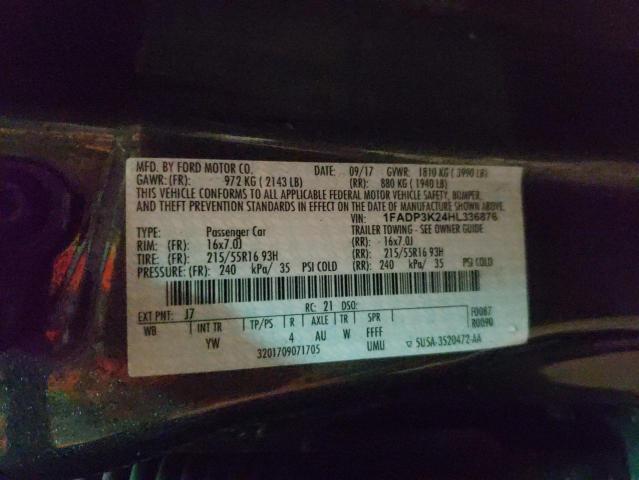 MFD. BY FORD MOTOR CO. DATE: 09/17 GVWR: 1810 KG ( 3990 LB)
GAWR: (FR): 972 KG ( 2143 LB) (RR): 880 KG ( 1940 LB)
THIS VEHICLE CONFORMS TO ALL APPLICABLE FEDERAL MOTOR VEHICLE SAFETY, BUMPER,
AND THEFT PREVENTION STANDARDS IN EFFECT ON THE DATE OF MANUFACTURE SHOWN ABOVE.
VIN: 1FADP3K24HL336876
TYPE: Passenger Car TRAILER TOWING - SEE OWNER GUIDE
RIM: (FR): 16x7.0J (RR): -16x7.0J
TIRE: (FR): 215/55R16 93H (RR): 215/55R16 93H
PRESSURE: (FR): 240 kPa/ 35 PSI COLD (RR): 240 kPa/ 35 PSI COLD
EXT PNT: J7 RC: 21 DSO: F0087
WB INT TR TP/PS R AXLE TR SPR R0090
YW 4 AU W FFFF
3201709071705 UMU ▽ 5U5A-3520472-AA